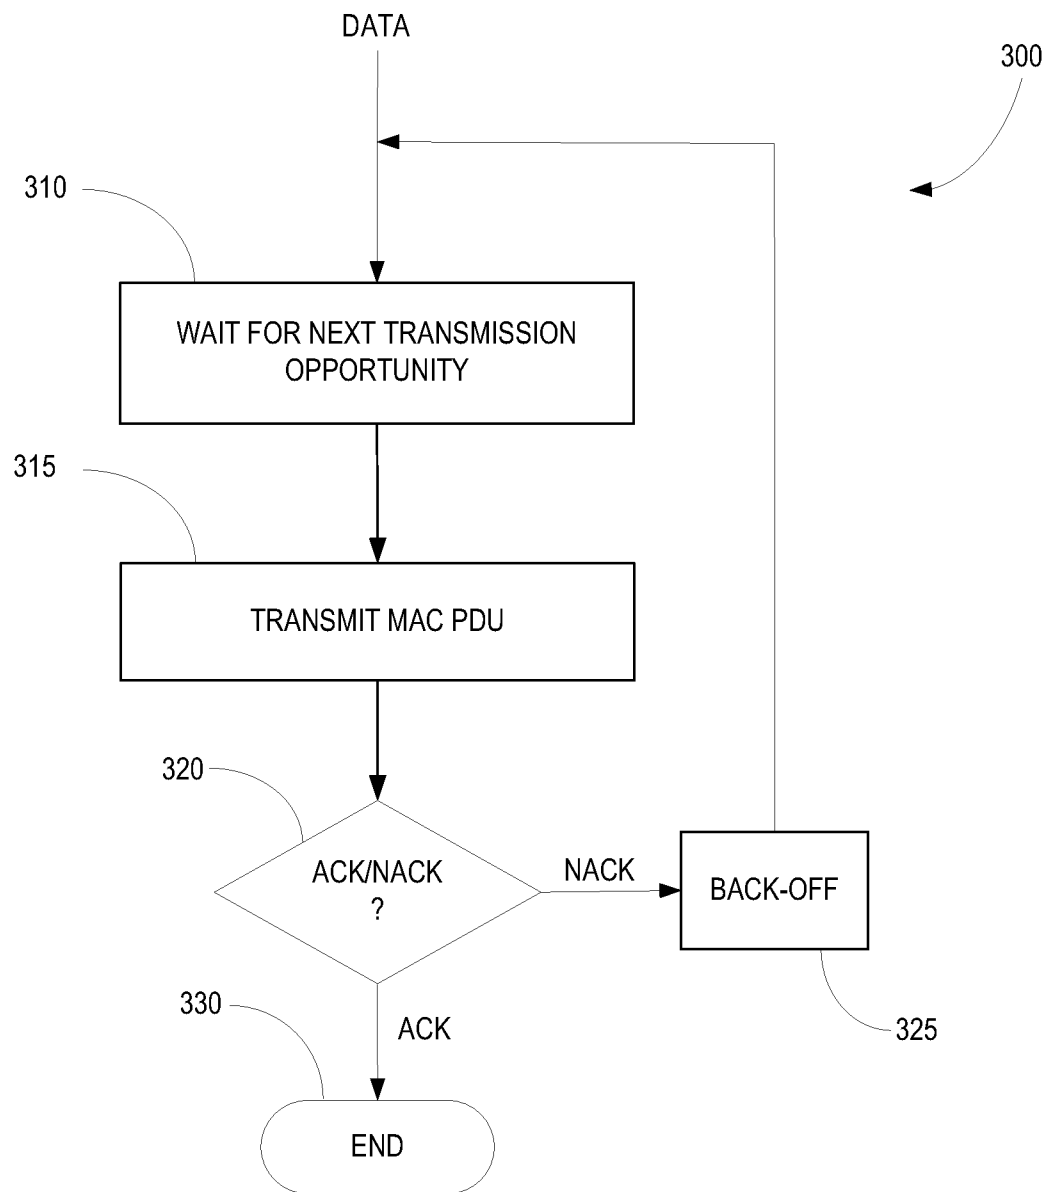 DATA
300
310
WAIT FOR NEXT TRANSMISSION
OPPORTUNITY
315
TRANSMIT MAC PDU
320
ACK/NACK
?
NACK
BACK-OFF
325
330
ACK
END